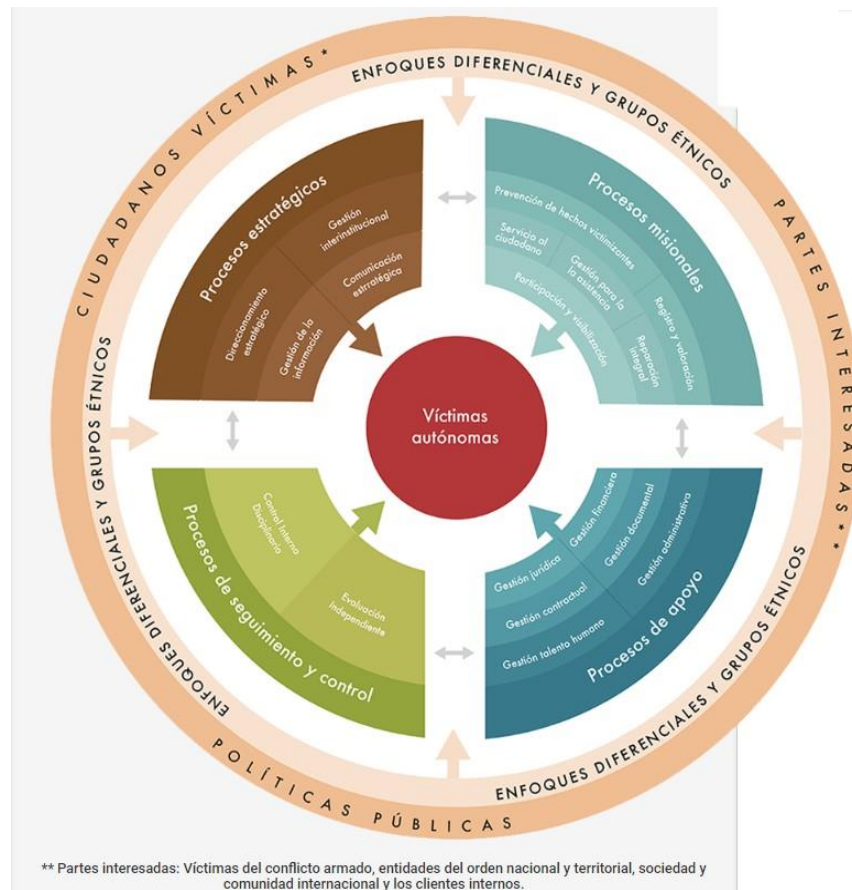 CIUDADANOS VÍCTIMAS*
ENFOQUES DIFERENCIALES Y GRUPOS ÉTNICOS
PARTES INTERESADAS**
Procesos estratégicos
Gestión
interinstitucional
Direccionamiento
estratégico
Comunicación
estratégica
Gestión de la
información
Procesos misionales
Prevención de hechos victimizantes
Servicio al
ciudadano
Gestión para
la asistencia
Registro y valoración
Participación y visibilización
Reparación
integral
Víctimas
autónomas
ENFOQUES DIFERENCIALES Y GRUPOS ÉTNICOS
Procesos de seguimiento y control
Control Interno
Disciplinario
Evaluación
independiente
Procesos de apoyo
Gestión financiera
Gestión documental
Gestión administrativa
Gestión jurídica
Gestión contractual
Gestión talento humano
ENFOQUES DIFERENCIALES Y GRUPOS ÉTNICOS
POLÍTICAS PÚBLICAS
** Partes interesadas: Víctimas del conflicto armado, entidades del orden nacional y territorial, sociedad y
comunidad internacional y los clientes internos.